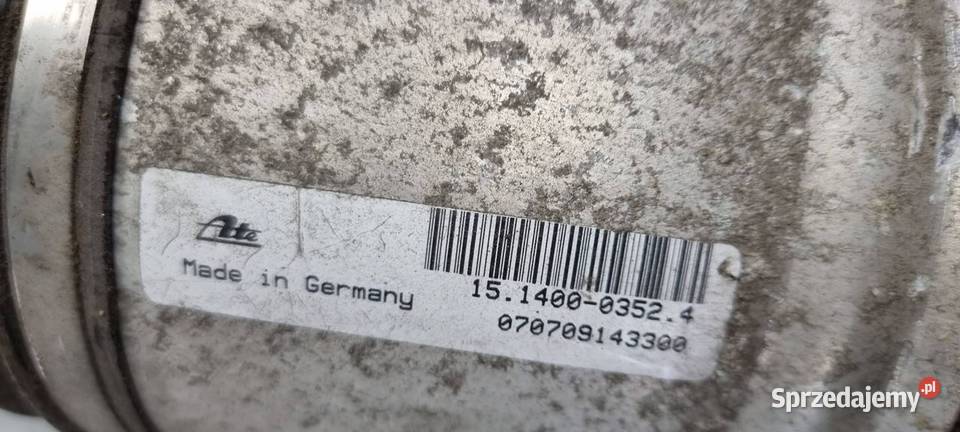 Ate
Made in Germany
15.1400-0352.4
070709143300
Sprzedajemy.pl